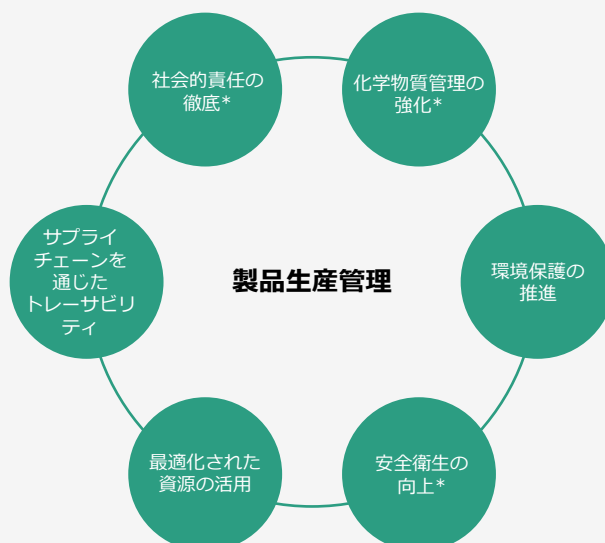 社会的責任の
徹底*
化学物質管理の
強化*
サプライ
チェーンを
通じた
トレーサビリ
ティ
製品生産管理
環境保護の
推進
最適化された
資源の活用
安全衛生の
向上*